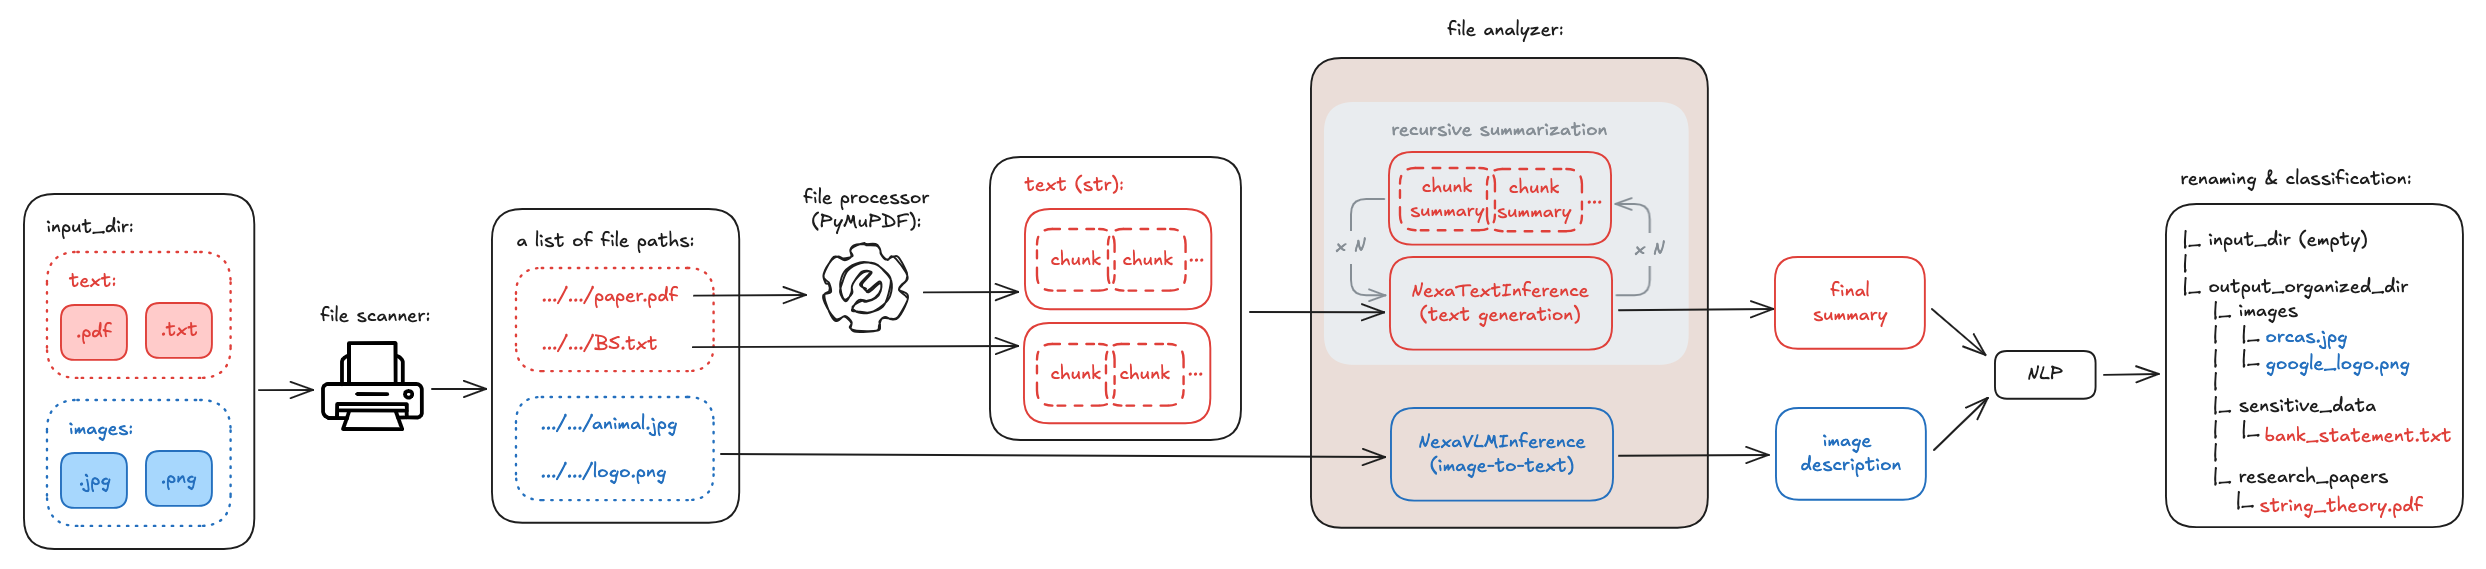 input_dir:
text:
.pdf
.txt
images:
.jpg
.png
file scanner:
a list of file paths:
.../.../paper.pdf
.../.../BS.txt
.../.../animal.jpg
.../.../logo.png
file processor
(PyMuPDF):
text (str):
chunk
chunk
...
chunk
chunk
...
file analyzer:
recursive summarization
chunk
summary
chunk
summary
...
x N
x N
NexaTextInference
(text generation)
NexaVLMInference
(image-to-text)
final
summary
image
description
NLP
renaming & classification:
|_ input_dir (empty)
|
|_ output_organized_dir
|_ images
| |_ orcas.jpg
| |_ google_logo.png
|
|_ sensitive_data
| |_ bank_statement.txt
|
|_ research_papers
|_ string_theory.pdf